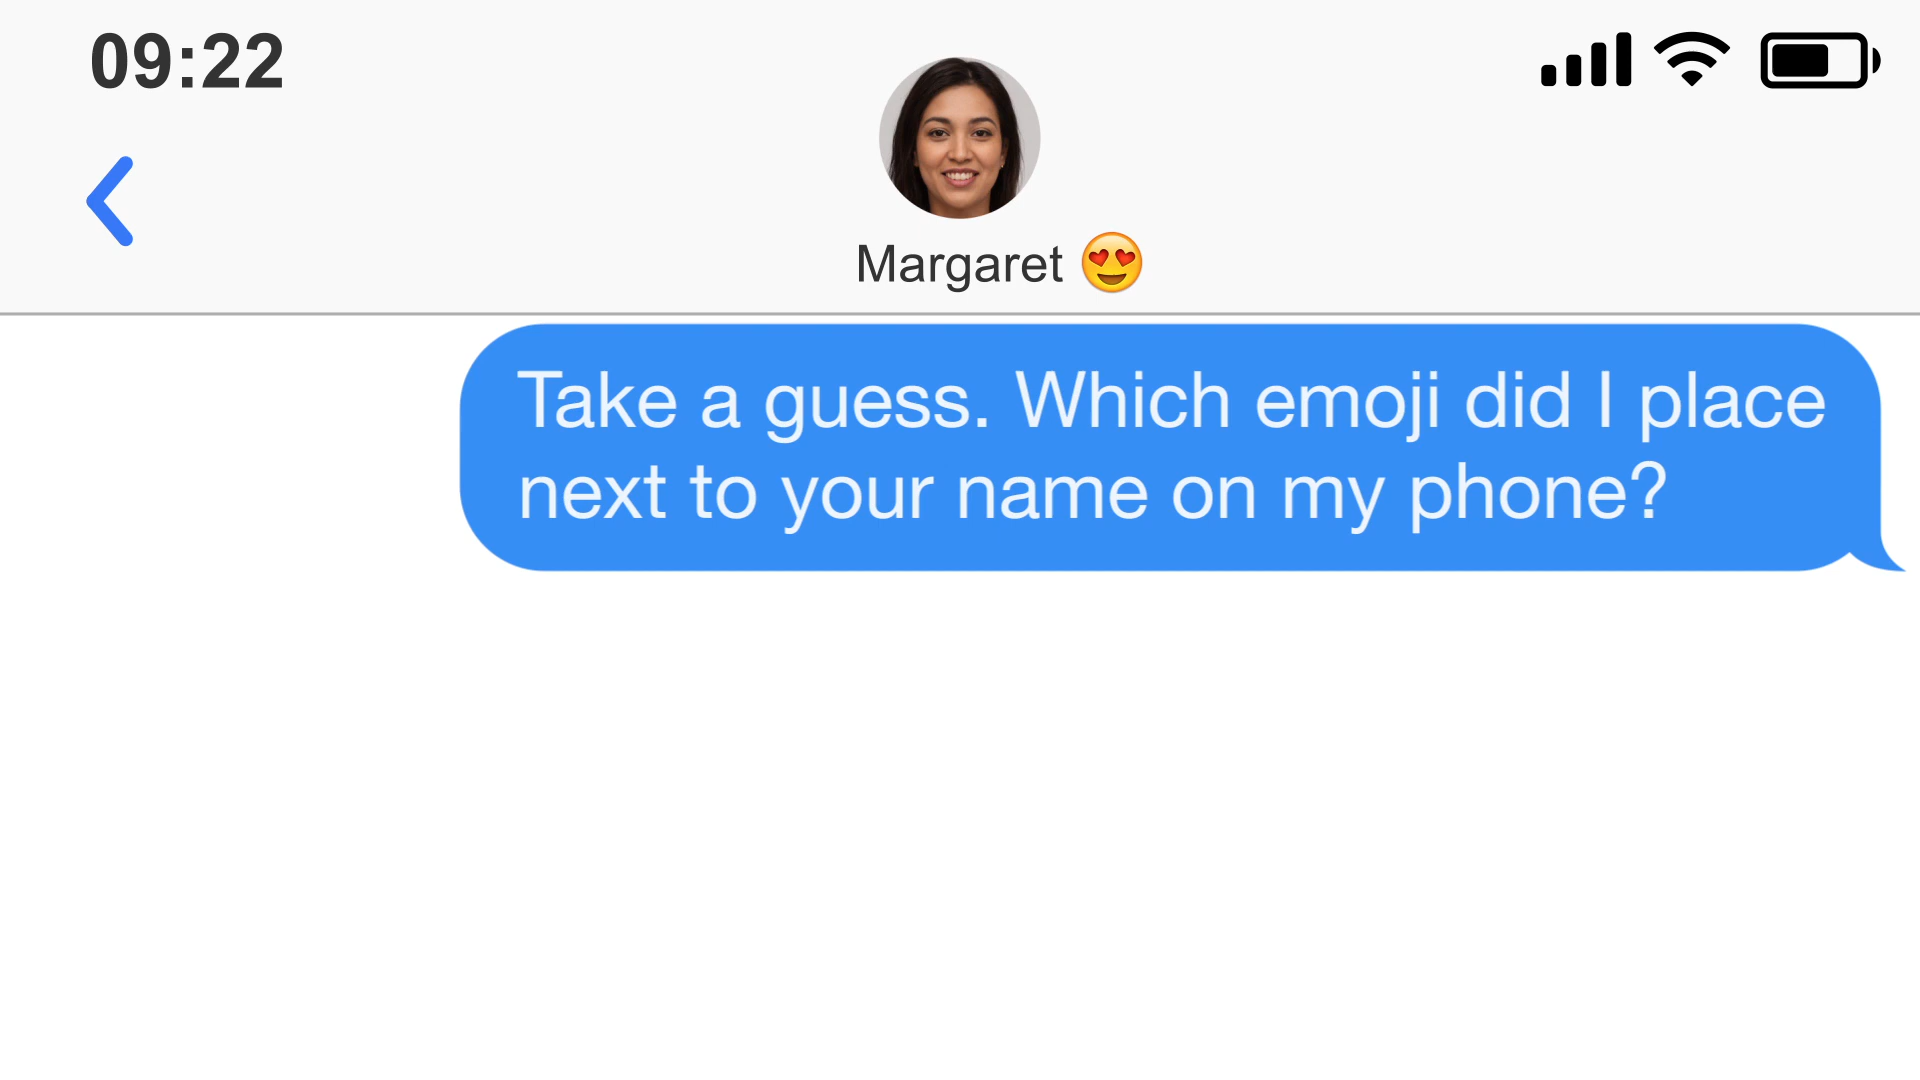 09:22
Margaret 😍
Take a guess. Which emoji did I place
next to your name on my phone?